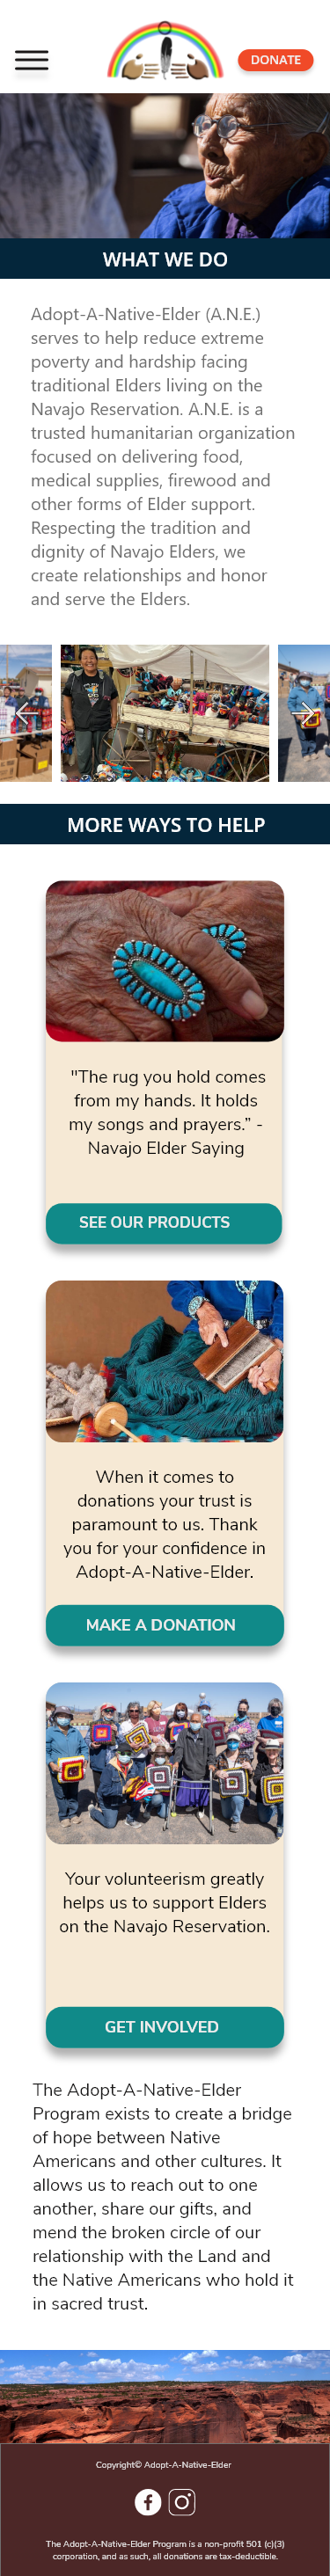 DONATE
WHAT WE DO
Adopt-A-Native-Elder (A.N.E.)
serves to help reduce extreme
poverty and hardship facing
traditional Elders living on the
Navajo Reservation. A.N.E. is a
trusted humanitarian organization
focused on delivering food,
medical supplies, firewood and
other forms of Elder support.
Respecting the tradition and
dignity of Navajo Elders, we
create relationships and honor
and serve the Elders.
MORE WAYS TO HELP
"The rug you hold comes
from my hands. It holds
my songs and prayers.” -
Navajo Elder Saying
SEE OUR PRODUCTS
When it comes to
donations your trust is
paramount to us. Thank
you for your confidence in
Adopt-A-Native-Elder.
MAKE A DONATION
Your volunteerism greatly
helps us to support Elders
on the Navajo Reservation.
GET INVOLVED
The Adopt-A-Native-Elder
Program exists to create a bridge
of hope between Native
Americans and other cultures. It
allows us to reach out to one
another, share our gifts, and
mend the broken circle of our
relationship with the Land and
the Native Americans who hold it
in sacred trust.
Copyright© Adopt-A-Native-Elder
The Adopt-A-Native-Elder Program is a non-profit 501 (c)(3)
corporation, and as such, all donations are tax-deductible.